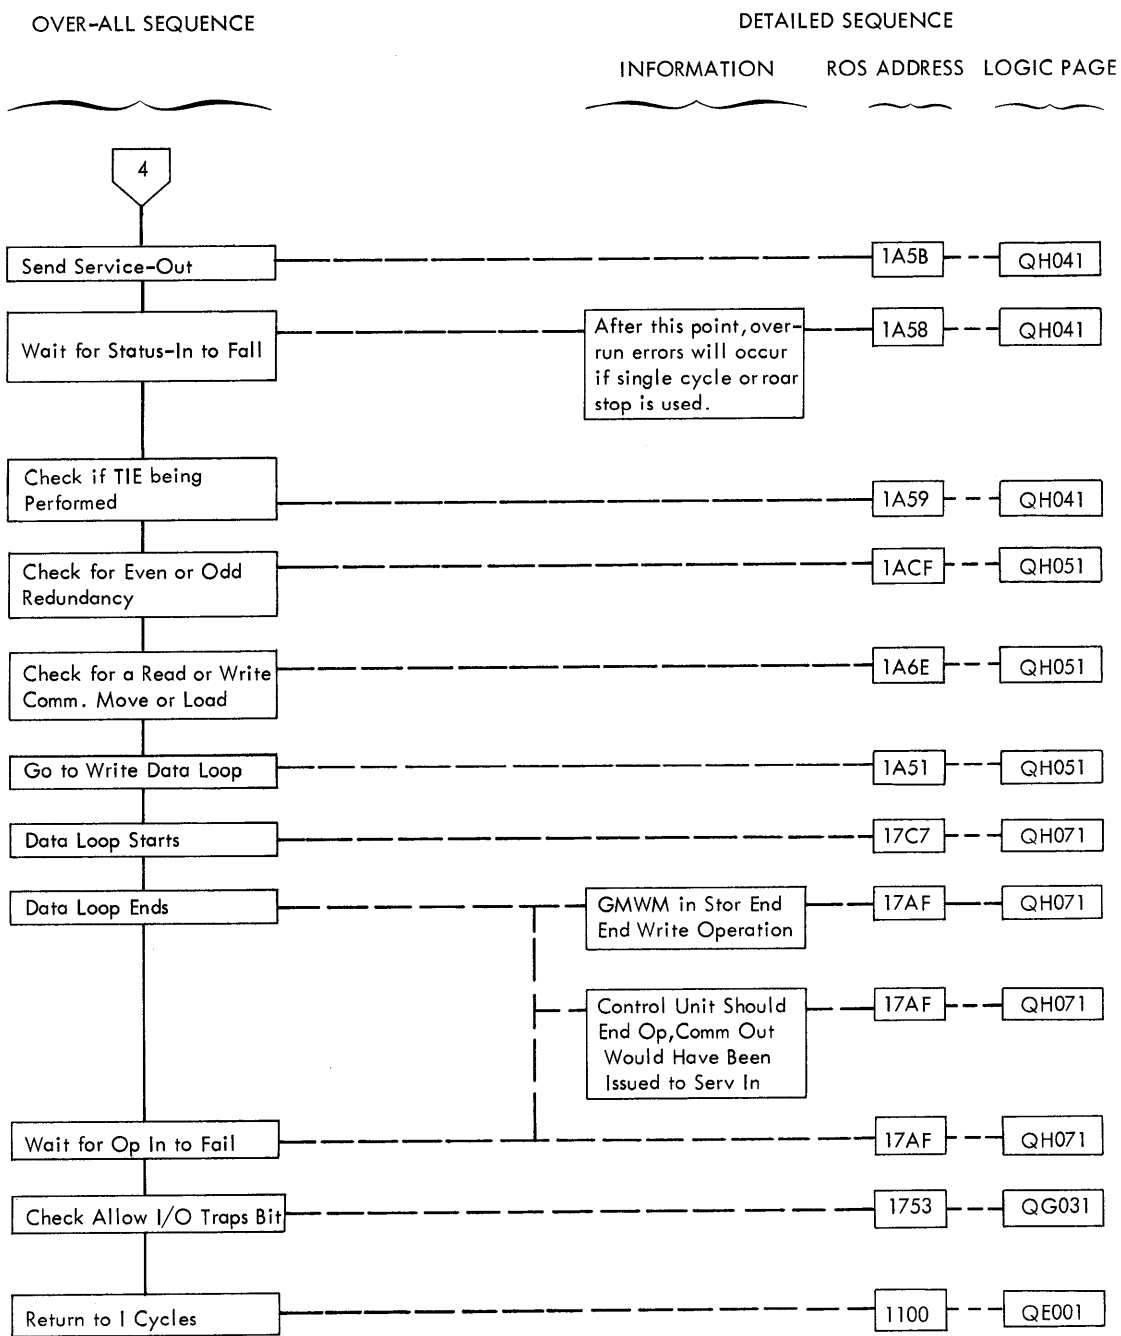 OVER-ALL SEQUENCE
DETAILED SEQUENCE
INFORMATION ROS ADDRESS LOGIC PAGE
4
Send Service-Out
1A5B
QH041
Wait for Status-In to Fall
After this point, over-
run errors will occur
if single cycle or roar
stop is used.
1A58
QH041
Check if TIE being
Performed
1A59
QH041
Check for Even or Odd
Redundancy
1ACF
QH051
Check for a Read or Write
Comm. Move or Load
1A6E
QH051
Go to Write Data Loop
1A51
QH051
Data Loop Starts
17C7
QH071
Data Loop Ends
GMWM in Stor End
End Write Operation
17AF
QH071
Control Unit Should
End Op, Comm Out
Would Have Been
Issued to Serv In
17AF
QH071
Wait for Op In to Fail
17AF
QH071
Check Allow I/O Traps Bit
1753
QG031
Return to I Cycles
1100
QE001